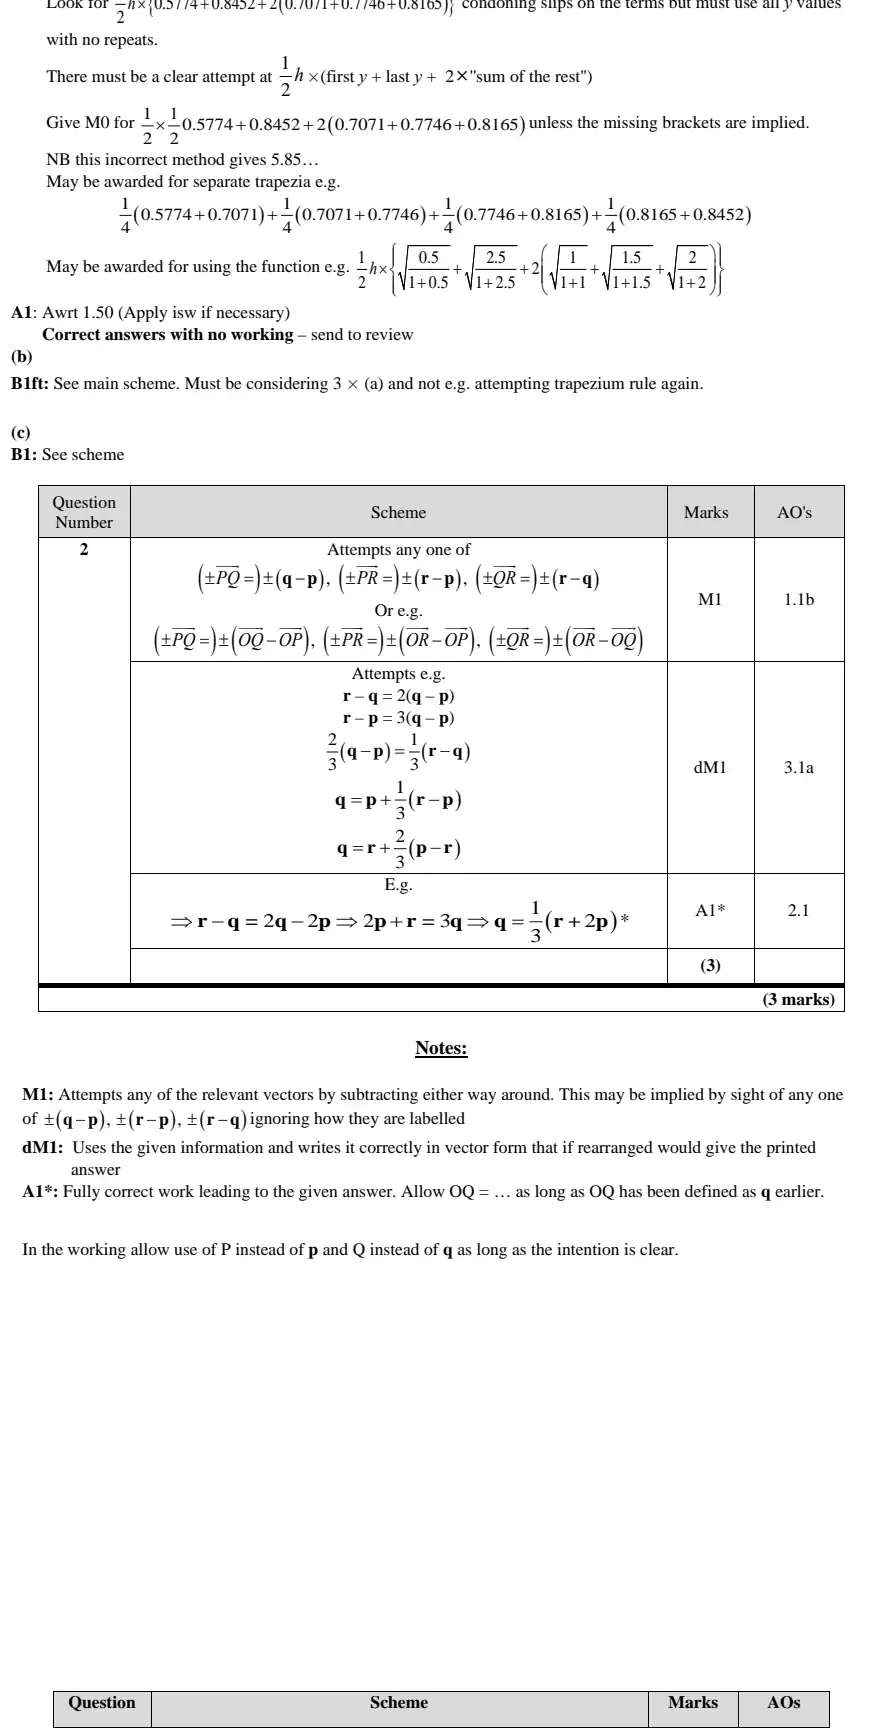 Look for 1/2 h×{0.5774+0.8452+2(0.7071+0.7746+0.8165)} condoning slips on the terms but must use all y values
with no repeats.
There must be a clear attempt at 1/2 h ×(first y + last y + 2×"sum of the rest")
Give M0 for 1/2 × 1/2 0.5774+0.8452+2(0.7071+0.7746+0.8165) unless the missing brackets are implied.
NB this incorrect method gives 5.85…
May be awarded for separate trapezia e.g.
1/4(0.5774+0.7071)+1/4(0.7071+0.7746)+1/4(0.7746+0.8165)+1/4(0.8165+0.8452)
May be awarded for using the function e.g. 1/2 h×{√(0.5/(1+0.5))+√(2.5/(1+2.5))+2(√(1/(1+1))+√(1.5/(1+1.5))+√(2/(1+2)))}
A1: Awrt 1.50 (Apply isw if necessary)
Correct answers with no working – send to review
(b)
B1ft: See main scheme. Must be considering 3 × (a) and not e.g. attempting trapezium rule again.
(c)
B1: See scheme
Question Number Scheme Marks AO's
2 Attempts any one of
(±PQ⃗ =)±(q−p), (±PR⃗ =)±(r−p), (±QR⃗ =)±(r−q)
Or e.g.
(±PQ⃗ =)±(OQ⃗ −OP⃗), (±PR⃗ =)±(OR⃗ −OP⃗), (±QR⃗ =)±(OR⃗ −OQ⃗)
M1 1.1b
Attempts e.g.
r – q = 2(q – p)
r – p = 3(q – p)
2/3(q−p)=1/3(r−q)
q=p+1/3(r−p)
q=r+2/3(p−r)
dM1 3.1a
E.g.
⇒ r − q = 2q − 2p ⇒ 2p + r = 3q ⇒ q = 1/3(r + 2p)*
A1* 2.1
(3)
(3 marks)
Notes:
M1: Attempts any of the relevant vectors by subtracting either way around. This may be implied by sight of any one
of ±(q−p), ±(r−p), ±(r−q) ignoring how they are labelled
dM1: Uses the given information and writes it correctly in vector form that if rearranged would give the printed
answer
A1*: Fully correct work leading to the given answer. Allow OQ = … as long as OQ has been defined as q earlier.
In the working allow use of P instead of p and Q instead of q as long as the intention is clear.
Question Scheme Marks AOs